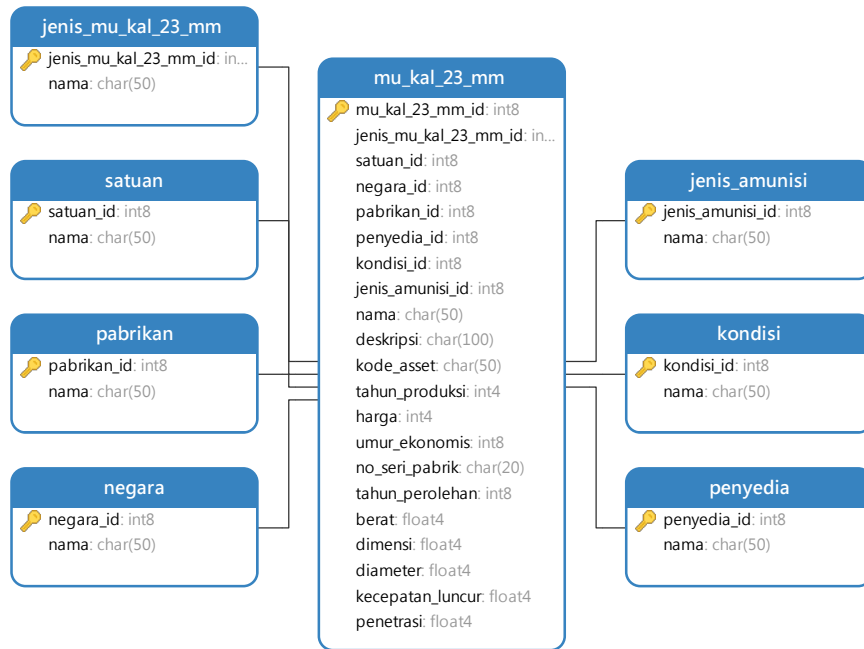 jenis_mu_kal_23_mm
jenis_mu_kal_23_mm_id: in...
nama: char(50)
satuan
satuan_id: int8
nama: char(50)
pabrikan
pabrikan_id: int8
nama: char(50)
negara
negara_id: int8
nama: char(50)
mu_kal_23_mm
mu_kal_23_mm_id: int8
jenis_mu_kal_23_mm_id: in...
satuan_id: int8
negara_id: int8
pabrikan_id: int8
penyedia_id: int8
kondisi_id: int8
jenis_amunisi_id: int8
nama: char(50)
deskripsi: char(100)
kode_asset: char(50)
tahun_produksi: int4
harga: int4
umur_ekonomis: int8
no_seri_pabrik: char(20)
tahun_perolehan: int8
berat: float4
dimensi: float4
diameter: float4
kecepatan_luncur: float4
penetrasi: float4
jenis_amunisi
jenis_amunisi_id: int8
nama: char(50)
kondisi
kondisi_id: int8
nama: char(50)
penyedia
penyedia_id: int8
nama: char(50)